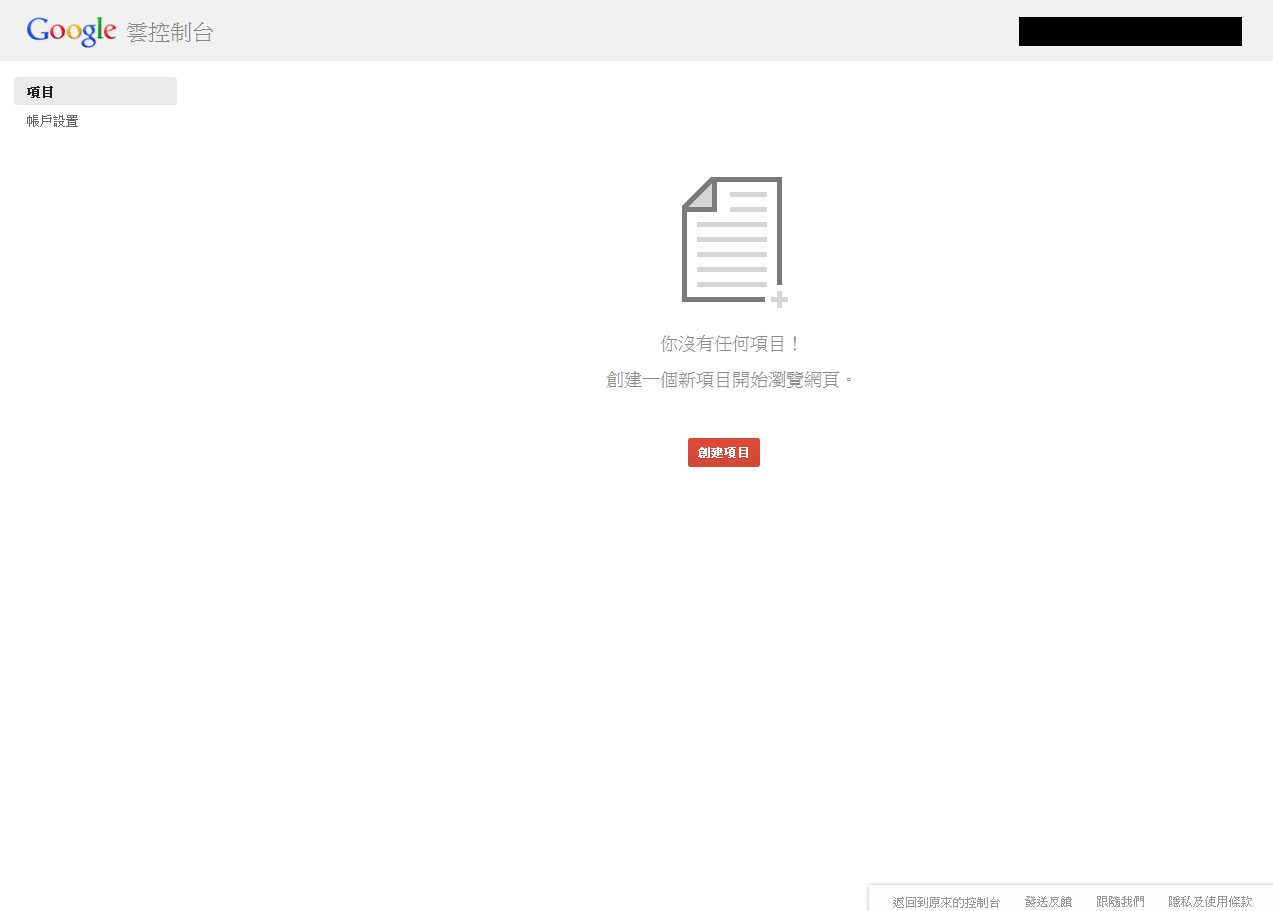 Google 雲控制台
項目
帳戶設置
你沒有任何項目！
創建一個新項目開始瀏覽網頁。
創建項目
返回到原來的控制台 發送反饋 跟隨我們 隱私及使用條款